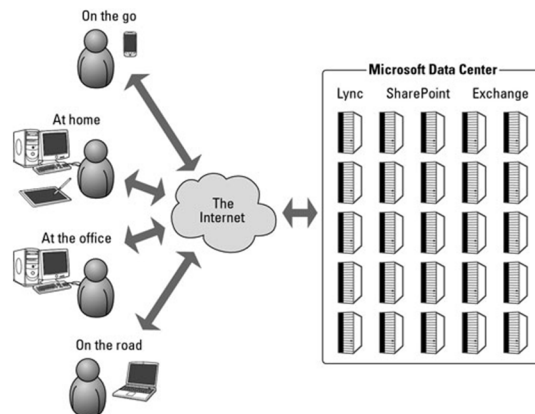 On the go
At home
At the office
On the road
The
Internet
Microsoft Data Center
Lync SharePoint Exchange